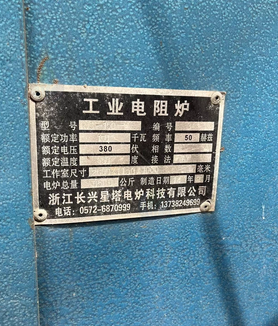 工业电阻炉
型号 编号
额定功率 千瓦 频率 50 赫兹
额定电压 380 伏 相数
额定温度 度 接法
工作室尺寸 毫米
电炉总 公斤 制造日期 年 月
浙江长兴星塔电炉科技有限公司
电话：0572-6870999 手机：13738249699